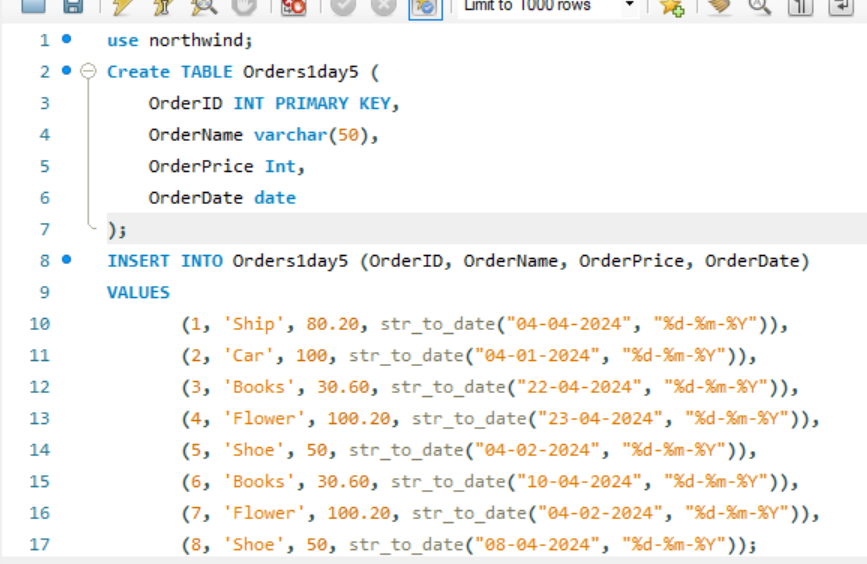 Limit to 1000 rows
1 use northwind;
2 Create TABLE Orders1day5 (
3 OrderID INT PRIMARY KEY,
4 OrderName varchar(50),
5 OrderPrice Int,
6 OrderDate date
7 );
8 INSERT INTO Orders1day5 (OrderID, OrderName, OrderPrice, OrderDate)
9 VALUES
10 (1, 'Ship', 80.20, str_to_date("04-04-2024", "%d-%m-%Y")),
11 (2, 'Car', 100, str_to_date("04-01-2024", "%d-%m-%Y")),
12 (3, 'Books', 30.60, str_to_date("22-04-2024", "%d-%m-%Y")),
13 (4, 'Flower', 100.20, str_to_date("23-04-2024", "%d-%m-%Y")),
14 (5, 'Shoe', 50, str_to_date("04-02-2024", "%d-%m-%Y")),
15 (6, 'Books', 30.60, str_to_date("10-04-2024", "%d-%m-%Y")),
16 (7, 'Flower', 100.20, str_to_date("04-02-2024", "%d-%m-%Y")),
17 (8, 'Shoe', 50, str_to_date("08-04-2024", "%d-%m-%Y"));